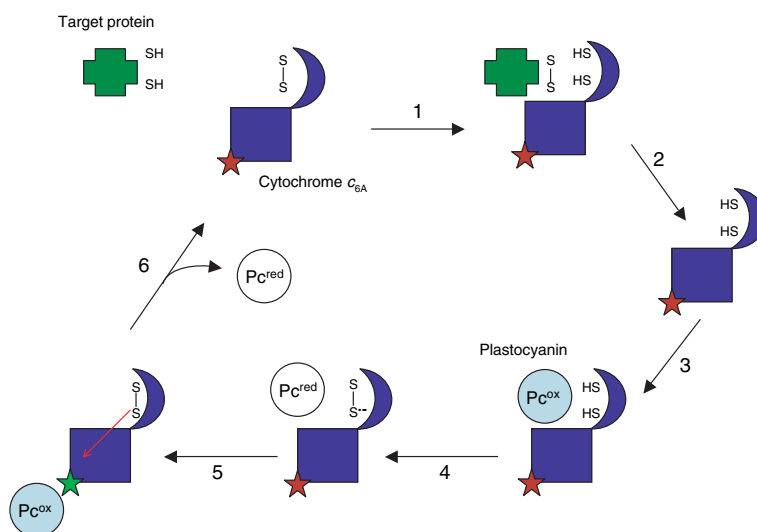 Target protein
SH
SH
S
S
1
Cytochrome c6A
S
S
HS
HS
2
HS
HS
3
Plastocyanin
Pcox
HS
HS
4
Pcred
S
S•-
5
S
S
Pcox
6
Pcred